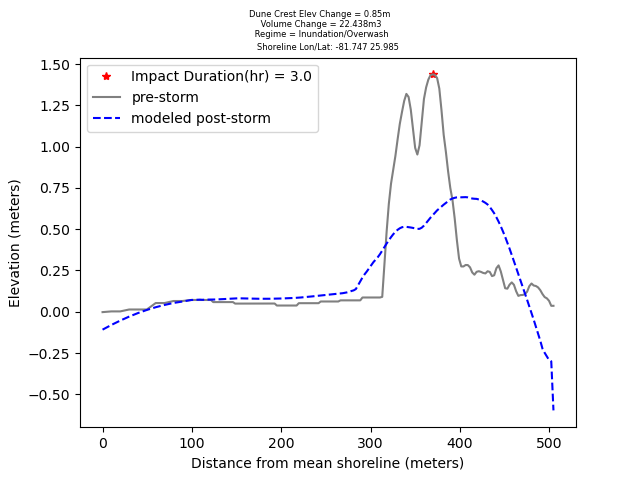 Dune Crest Elev Change = 0.85m
Volume Change = 22.438m3
Regime = Inundation/Overwash
Shoreline Lon/Lat: -81.747 25.985
Impact Duration(hr) = 3.0
pre-storm
modeled post-storm
Elevation (meters)
1.50
1.25
1.00
0.75
0.50
0.25
0.00
−0.25
−0.50
0 100 200 300 400 500
Distance from mean shoreline (meters)